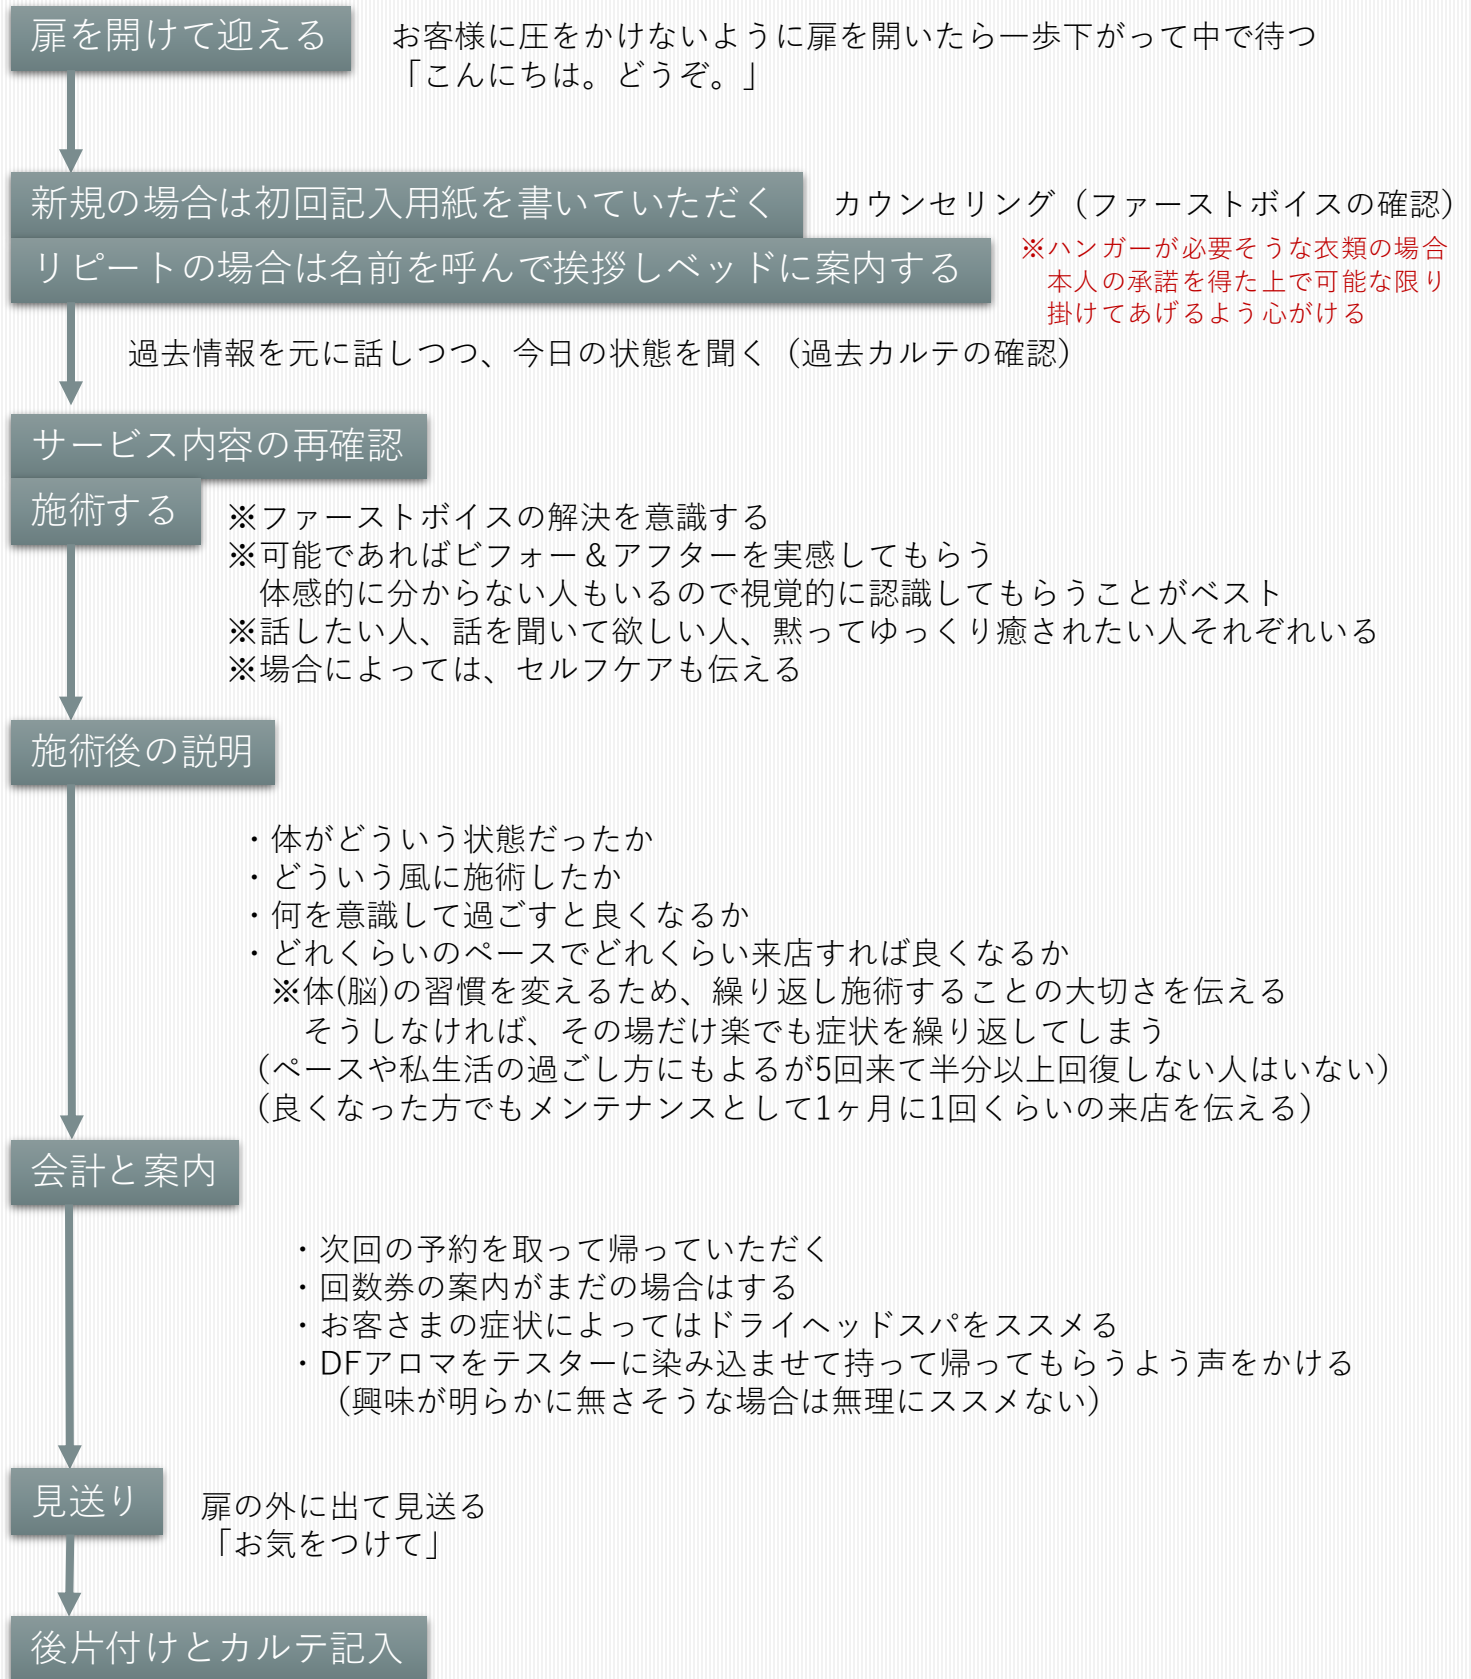 扉を開けて迎える
お客様に圧をかけないように扉を開いたら一歩下がって中で待つ
「こんにちは。どうぞ。」
新規の場合は初回記入用紙を書いていただく
カウンセリング（ファーストボイスの確認）
リピートの場合は名前を呼んで挨拶しベッドに案内する
※ハンガーが必要そうな衣類の場合
本人の承諾を得た上で可能な限り
掛けてあげるよう心がける
過去情報を元に話しつつ、今日の状態を聞く（過去カルテの確認）
サービス内容の再確認
施術する
※ファーストボイスの解決を意識する
※可能であればビフォー＆アフターを実感してもらう
体感的に分からない人もいるので視覚的に認識してもらうことがベスト
※話したい人、話を聞いて欲しい人、黙ってゆっくり癒されたい人それぞれいる
※場合によっては、セルフケアも伝える
施術後の説明
・体がどういう状態だったか
・どういう風に施術したか
・何を意識して過ごすと良くなるか
・どれくらいのペースでどれくらい来店すれば良くなるか
※体(脳)の習慣を変えるため、繰り返し施術することの大切さを伝える
そうしなければ、その場だけ楽でも症状を繰り返してしまう
（ペースや私生活の過ごし方にもよるが5回来て半分以上回復しない人はいない）
（良くなった方でもメンテナンスとして1ヶ月に1回くらいの来店を伝える）
会計と案内
・次回の予約を取って帰っていただく
・回数券の案内がまだの場合はする
・お客さまの症状によってはドライヘッドスパをススメる
・DFアロマをテスターに染み込ませて持って帰ってもらうよう声をかける
（興味が明らかに無さそうな場合は無理にススメない）
見送り
扉の外に出て見送る
「お気をつけて」
後片付けとカルテ記入